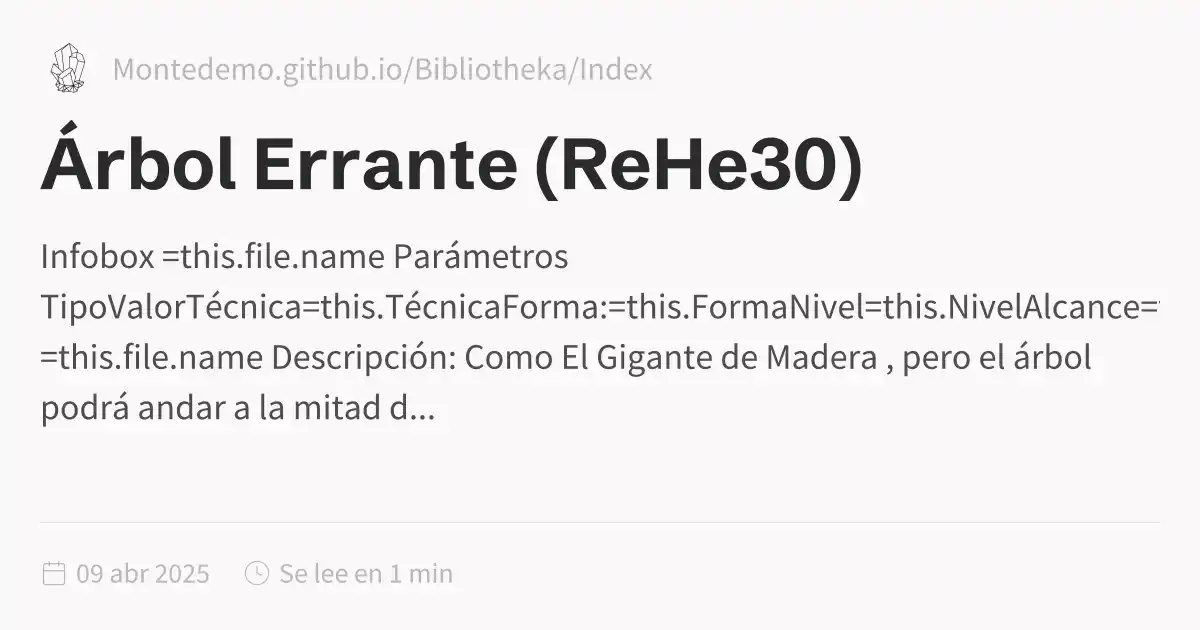 Montedemo.github.io/Bibliotheka/Index
Árbol Errante (ReHe30)
Infobox =this.file.name Parámetros
TipoValorTécnica=this.TécnicaForma:=this.FormaNivel=this.NivelAlcance=
=this.file.name Descripción: Como El Gigante de Madera , pero el árbol
podrá andar a la mitad d...
09 abr 2025
Se lee en 1 min